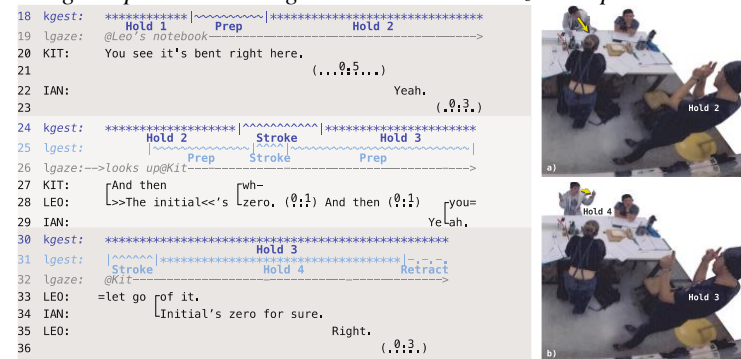 18 kgest: ************|~~~~~~~~~~|***********************
Hold 1 Prep Hold 2
19 lgaze: @Leo's notebook--------------------------------------->
20 KIT: You see it's bent right here.
21 (...0.5...)
22 IAN: Yeah.
23 (.0.3.)
24 kgest: *******************|^^^^^^^^^^^|**********************
Hold 2 Stroke Hold 3
25 lgest: |~~~~~~~~~~~~~~|^^^^|~~~~~~~~~~~~~~~~~~~~~~~~~~|
Prep Stroke Prep
26 lgaze:-->looks up@Kit----------------------------------------->
27 KIT: ⌈And then ⌈wh-
28 LEO: ⌊>>The initial<<'s ⌊zero. (0.1) And then (0.1) ⌈you=
29 IAN: Ye⌊ah.
30 kgest: **************************************************
Hold 3
31 lgest: |^^^^^^|***********************************|-.-.-.
Stroke Hold 4 Retract
32 lgaze: @Kit--------------------------------------------->
33 LEO: =let go ⌈of it.
34 IAN: ⌊Initial's zero for sure.
35 LEO: Right.
36 (.0.3.)
Hold 2
a)
Hold 4
Hold 3
b)